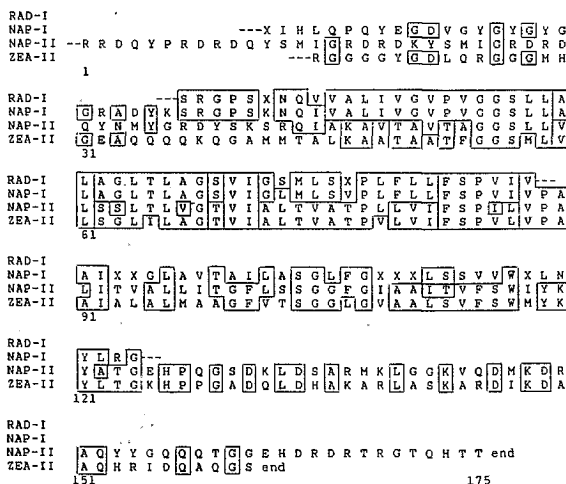 RAD-I
NAP-I ---X I H L Q P Q Y E G D V G Y G Y G Y G
NAP-II --R R D Q Y P R D R D Q Y S M I G R D R D K Y S M I G R D R D
ZEA-II ---R G G G G Y G D L Q R G G G M H
1
RAD-I ---S R G P S X N Q V V A L I V G V P V G G S L L A
NAP-I G R A D Y K S R G P S K N Q I V A L I V G V P V G G S L L A
NAP-II Q Y N M Y G R D Y S K S R Q I A K A V T A V T A G G S L L V
ZEA-II G E A Q Q Q Q K Q G A M M T A L K A A T A A T F G G S M L V
31
RAD-I L A G L T L A G S V I G S M L S X P L F L L F S P V I V---
NAP-I L A G L T L A G S V I G L M L S V P L F L L F S P V I V P A
NAP-II L S S L T L V G T V I A L T V A T P L L V I F S P I L V P A
ZEA-II L S G L I L A G T V I A L T V A T P V L V I F S P V L V P A
61
RAD-I
NAP-I A I X X G L A V T A I L A S G L F G X X X L S S V V W X L N
NAP-II L I T V A L L I T G F L S S G G F G I A A I T V F S W I Y K
ZEA-II A I A L A L M A A G F V T S G G L G V A A L S V F S W M Y K
91
RAD-I
NAP-I Y L R G---
NAP-II Y A T G E H P Q G S D K L D S A R M K L G G K V Q D M K D R
ZEA-II Y L T G K H P P G A D Q L D H A K A R L A S K A R D I K D A
121
RAD-I
NAP-I
NAP-II A Q Y Y G Q Q Q T G G E H D R D R T R G T Q H T T end
ZEA-II A Q H R I D Q A Q G S end
151 175